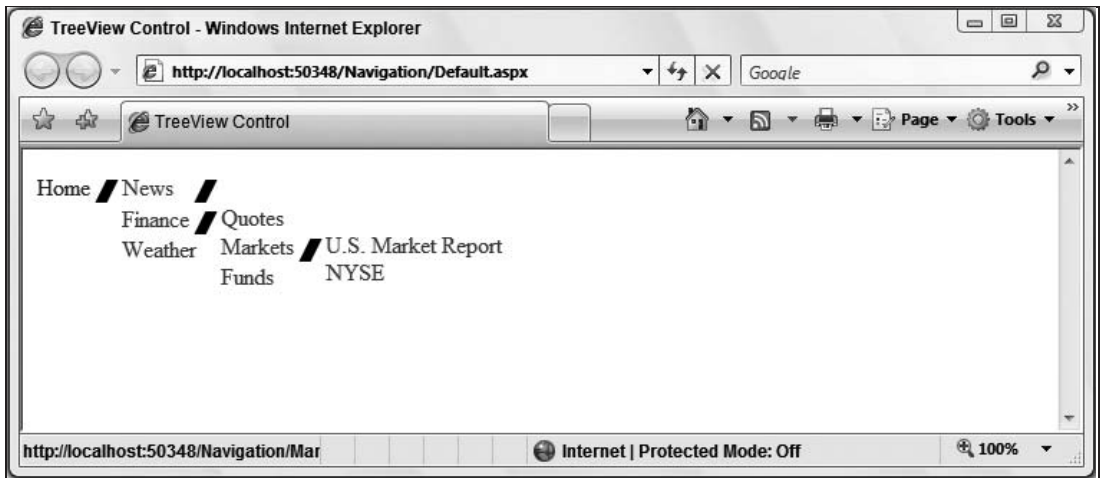 TreeView Control - Windows Internet Explorer
http://localhost:50348/Navigation/Default.aspx
Google
TreeView Control
Page
Tools
Home News
Finance Quotes
Weather Markets U.S. Market Report
Funds NYSE
http://localhost:50348/Navigation/Mar
Internet | Protected Mode: Off
100%